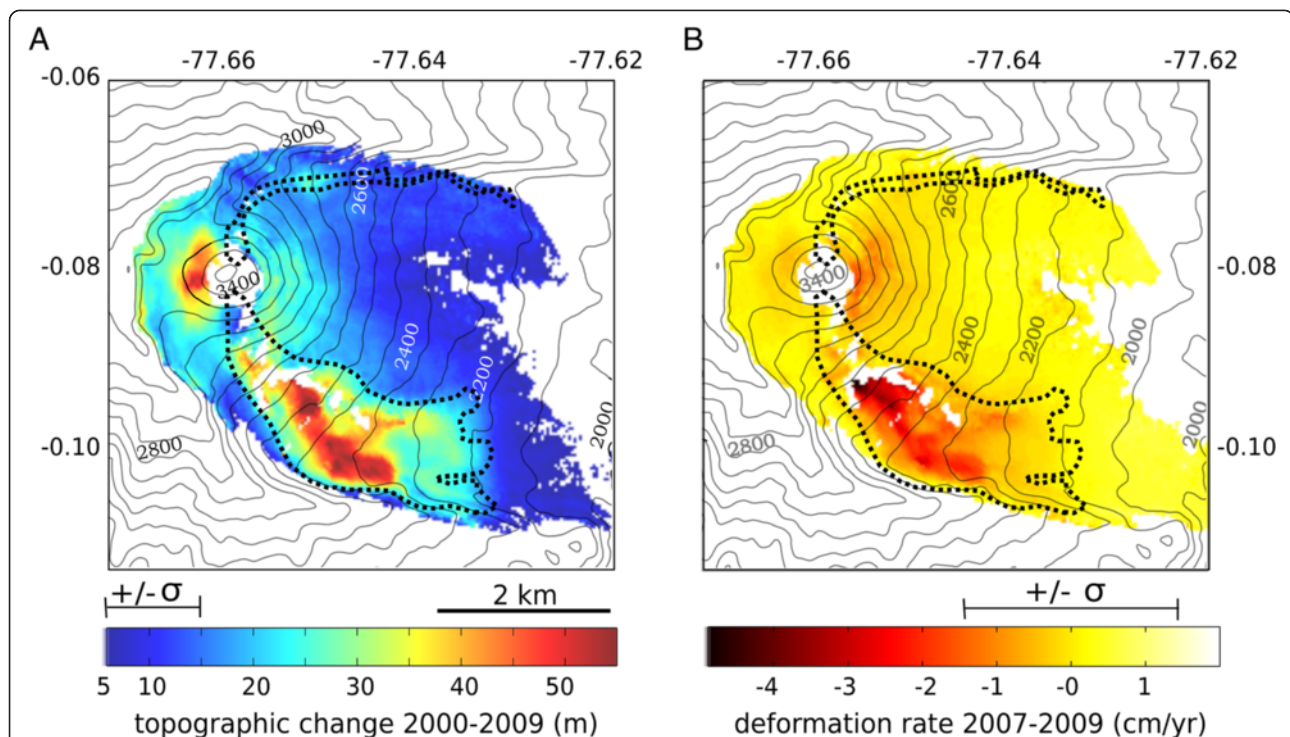 A
B
-77.66 -77.64 -77.62
-77.66 -77.64 -77.62
-0.06
-0.08
-0.10
-0.08
-0.10
3000
2600
3400
2400
2200
2000
2800
2600
3400
2400
2200
2000
2000
2800
+/- σ
2 km
+/- σ
5 10 20 30 40 50
-4 -3 -2 -1 -0 1
topographic change 2000-2009 (m)
deformation rate 2007-2009 (cm/yr)